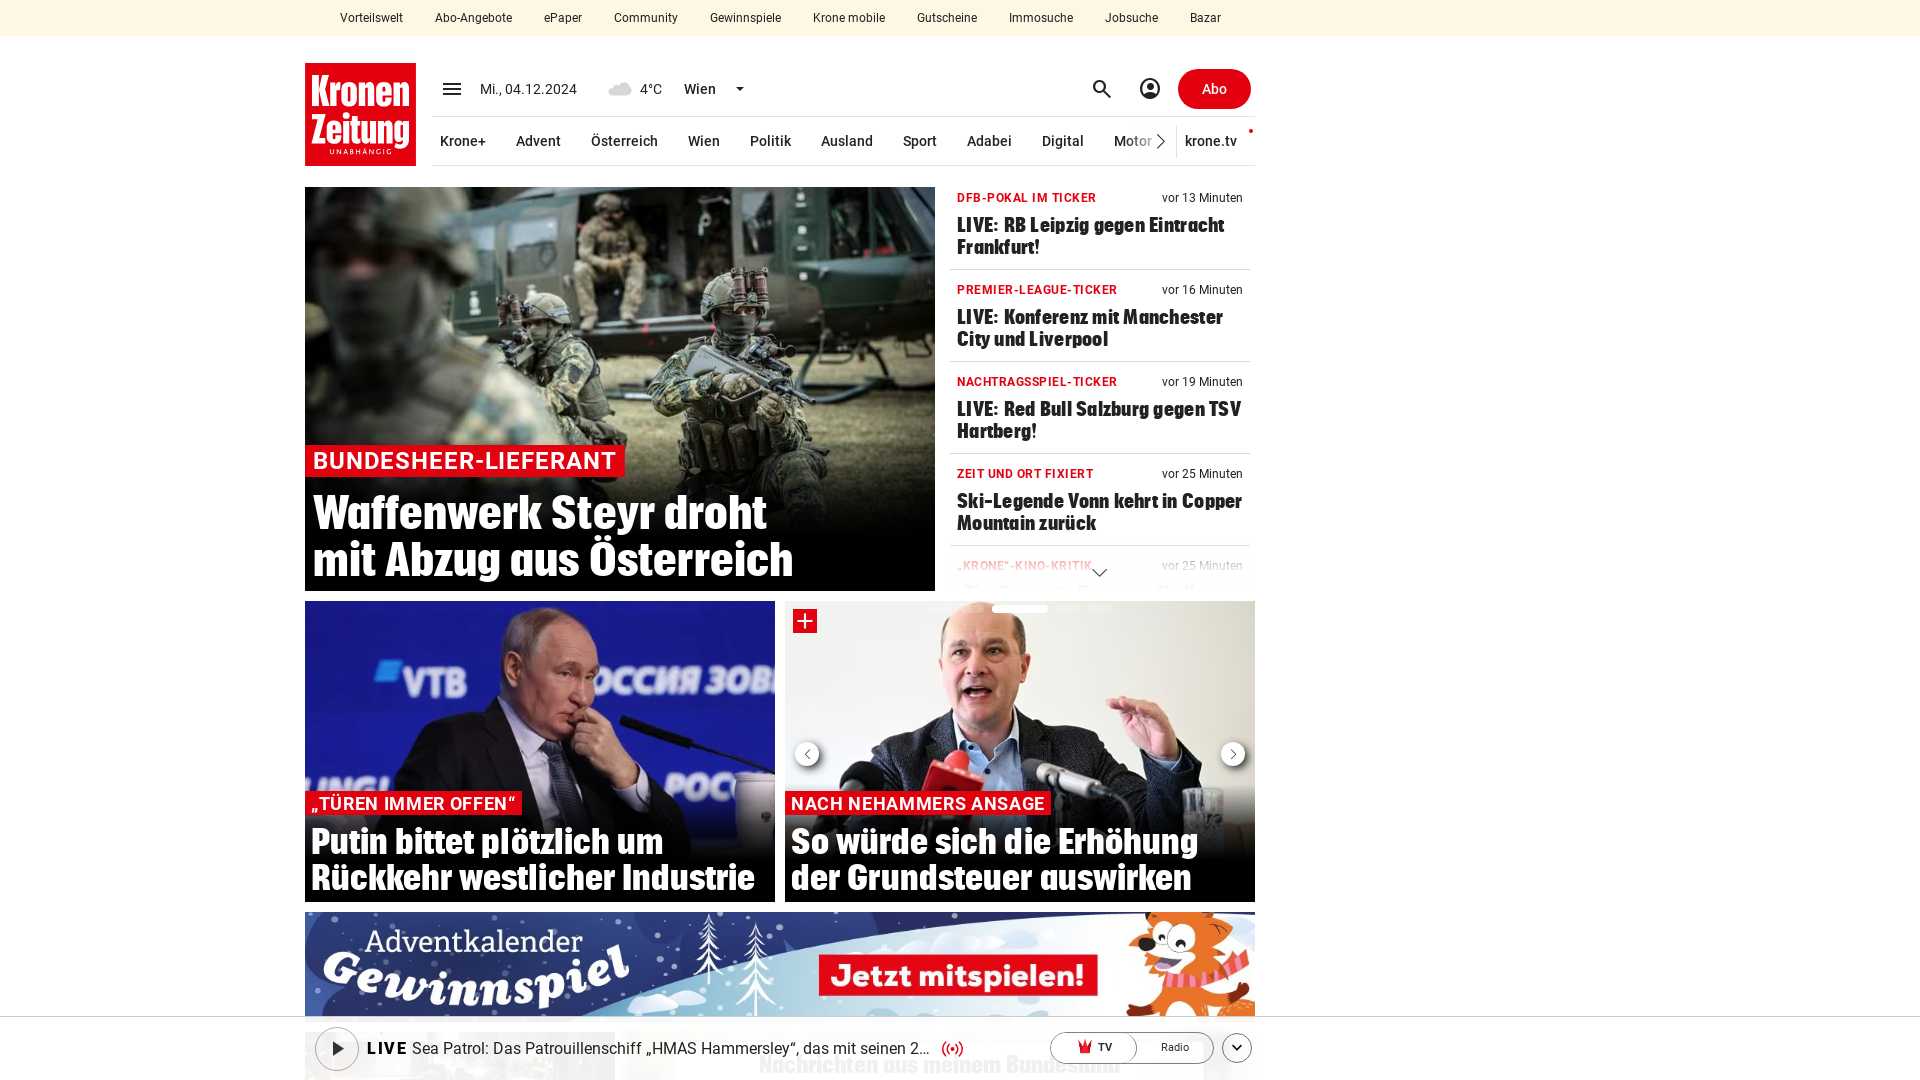 Vorteilswelt Abo-Angebote ePaper Community Gewinnspiele Krone mobile Gutscheine Immosuche Jobsuche Bazar
Kronen
Zeitung
UNABHÄNGIG
Mi., 04.12.2024 4°C Wien Abo
Krone+ Advent Österreich Wien Politik Ausland Sport Adabei Digital Motor krone.tv
BUNDESHEER-LIEFERANT
Waffenwerk Steyr droht
mit Abzug aus Österreich
DFB-POKAL IM TICKER vor 13 Minuten
LIVE: RB Leipzig gegen Eintracht
Frankfurt!
PREMIER-LEAGUE-TICKER vor 16 Minuten
LIVE: Konferenz mit Manchester
City und Liverpool
NACHTRAGSSPIEL-TICKER vor 19 Minuten
LIVE: Red Bull Salzburg gegen TSV
Hartberg!
ZEIT UND ORT FIXIERT vor 25 Minuten
Ski-Legende Vonn kehrt in Copper
Mountain zurück
„KRONE“-KINO-KRITIK vor 25 Minuten
VTB
РОССИЯ
РОСС
„TÜREN IMMER OFFEN“
Putin bittet plötzlich um
Rückkehr westlicher Industrie
NACH NEHAMMERS ANSAGE
So würde sich die Erhöhung
der Grundsteuer auswirken
Adventkalender
Gewinnspiel
Jetzt mitspielen!
LIVE Sea Patrol: Das Patrouillenschiff „HMAS Hammersley“, das mit seinen 2... TV Radio
Nachrichten aus meinem Bundesland